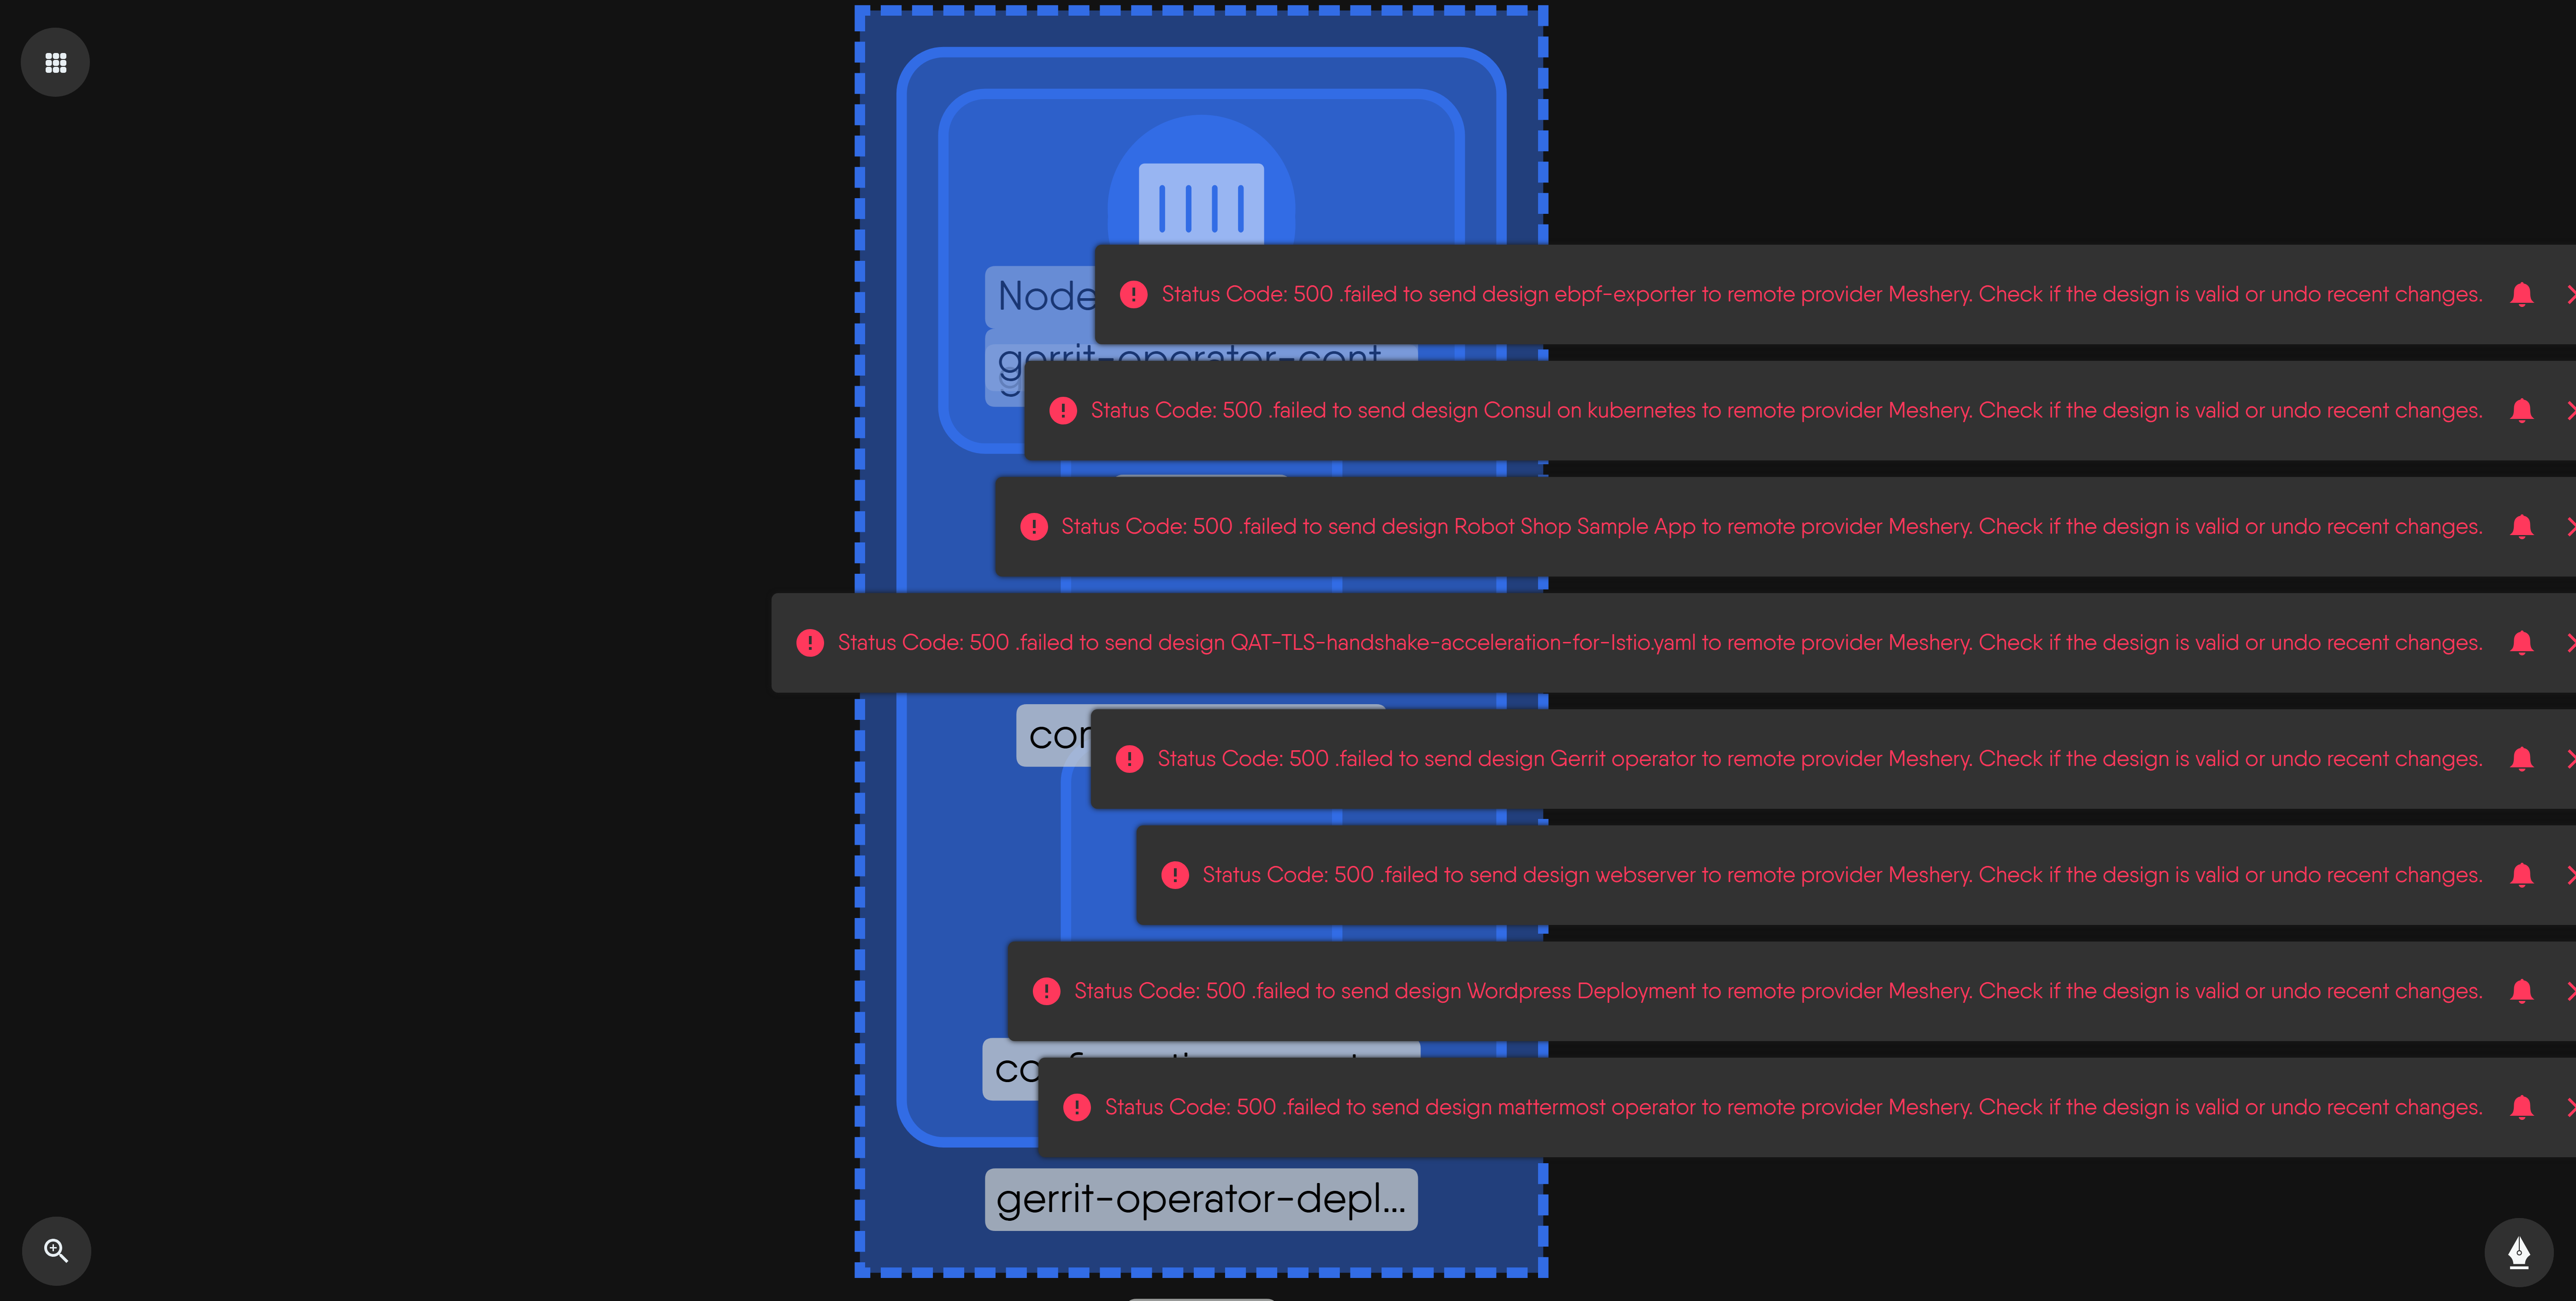 Node
Status Code: 500 .failed to send design ebpf-exporter to remote provider Meshery. Check if the design is valid or undo recent changes.
gerrit-operator-cont
Status Code: 500 .failed to send design Consul on kubernetes to remote provider Meshery. Check if the design is valid or undo recent changes.
Status Code: 500 .failed to send design Robot Shop Sample App to remote provider Meshery. Check if the design is valid or undo recent changes.
Status Code: 500 .failed to send design QAT-TLS-handshake-acceleration-for-Istio.yaml to remote provider Meshery. Check if the design is valid or undo recent changes.
Status Code: 500 .failed to send design Gerrit operator to remote provider Meshery. Check if the design is valid or undo recent changes.
Status Code: 500 .failed to send design webserver to remote provider Meshery. Check if the design is valid or undo recent changes.
Status Code: 500 .failed to send design Wordpress Deployment to remote provider Meshery. Check if the design is valid or undo recent changes.
Status Code: 500 .failed to send design mattermost operator to remote provider Meshery. Check if the design is valid or undo recent changes.
gerrit-operator-depl...